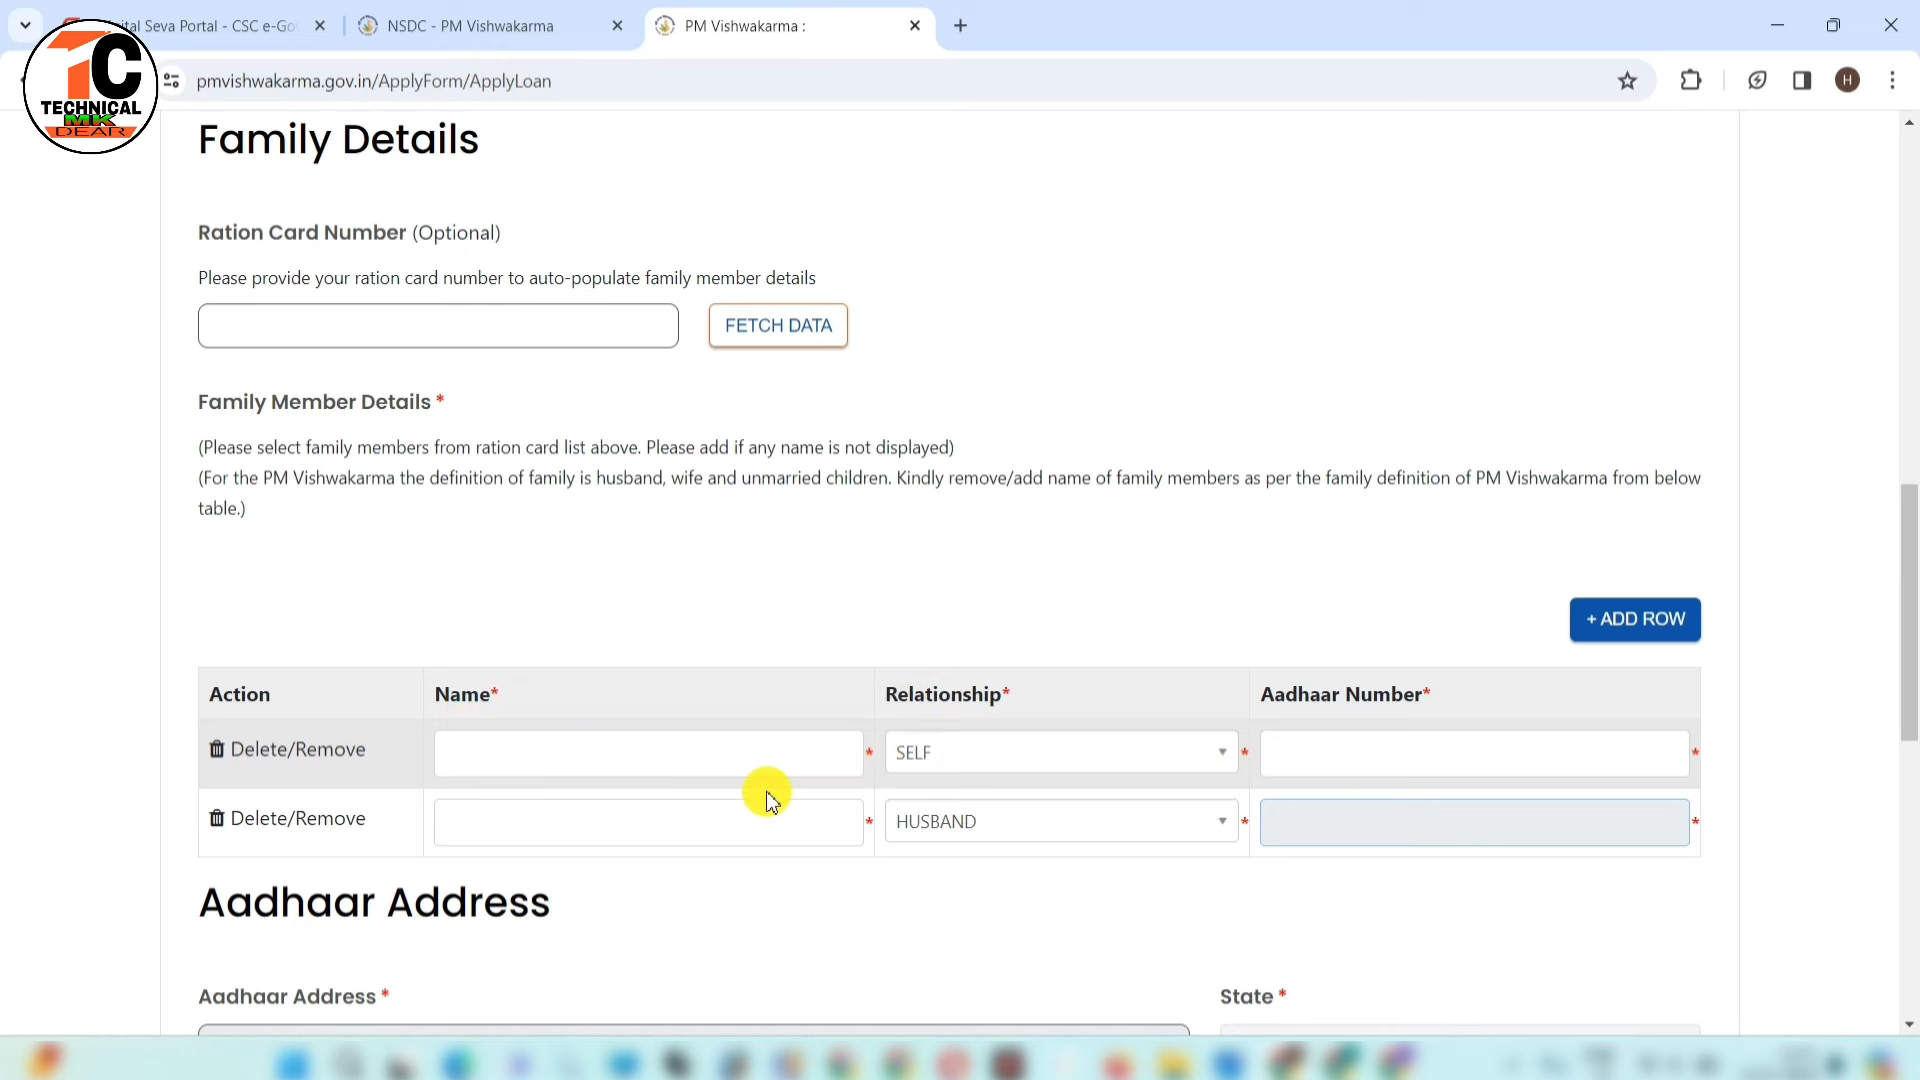 ital Seva Portal - CSC e-Go
NSDC - PM Vishwakarma
PM Vishwakarma :
H
pmvishwakarma.gov.in/ApplyForm/ApplyLoan
TC
TECHNICAL
MK
DEAR
Family Details
Ration Card Number (Optional)
Please provide your ration card number to auto-populate family member details
FETCH DATA
Family Member Details *
(Please select family members from ration card list above. Please add if any name is not displayed)
(For the PM Vishwakarma the definition of family is husband, wife and unmarried children. Kindly remove/add name of family members as per the family definition of PM Vishwakarma from below
table.)
+ ADD ROW
Action Name* Relationship* Aadhaar Number*
Delete/Remove * SELF * *
Delete/Remove * HUSBAND * *
Aadhaar Address
Aadhaar Address * State *